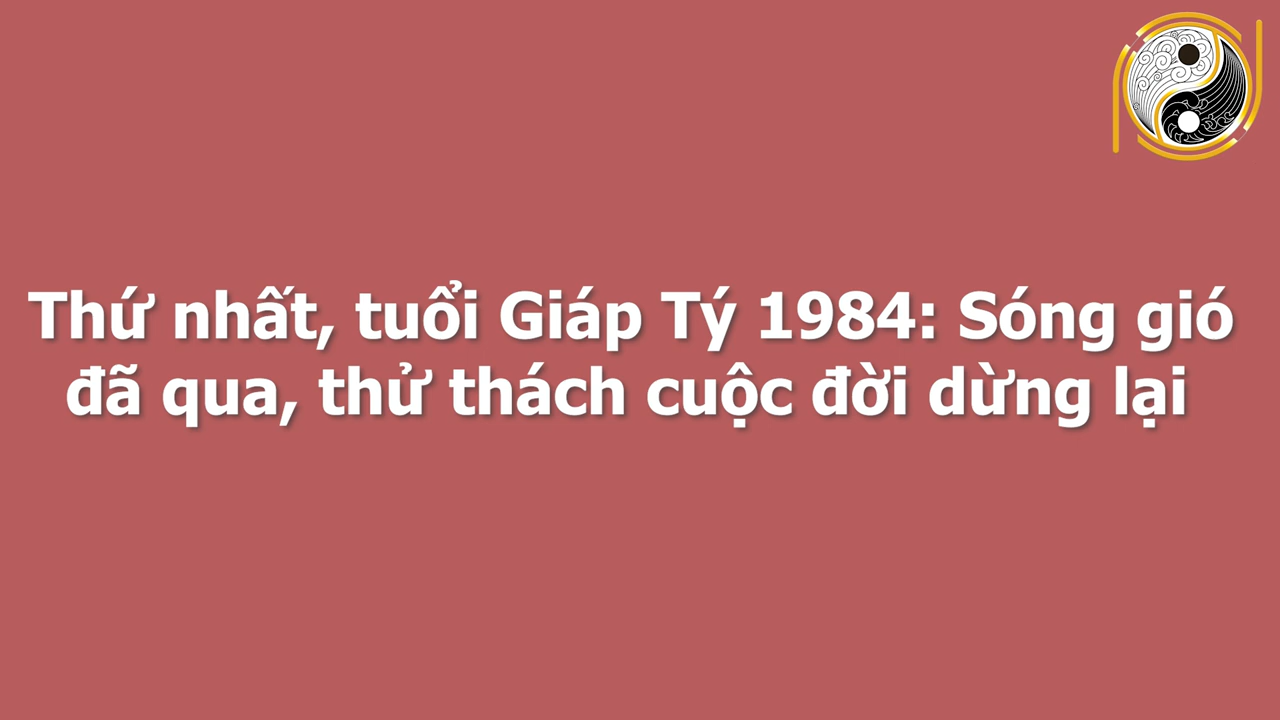 Thứ nhất, tuổi Giáp Tý 1984: Sóng gió
đã qua, thử thách cuộc đời dừng lại